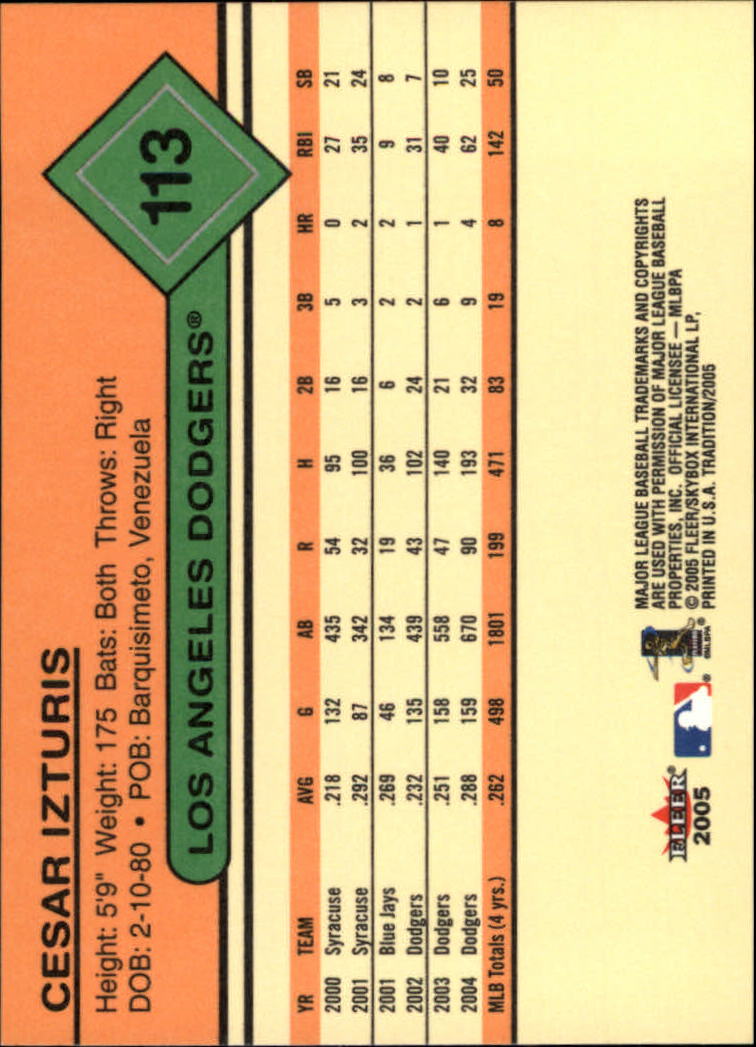 CESAR IZTURIS
Height: 5'9" Weight: 175 Bats: Both Throws: Right
DOB: 2-10-80 • POB: Barquisimeto, Venezuela
LOS ANGELES DODGERS®
113
YR TEAM AVG G AB R H 2B 3B HR RBI SB
2000 Syracuse .218 132 435 54 95 16 5 0 27 21
2001 Syracuse .292 87 342 32 100 16 3 2 35 24
2001 Blue Jays .269 46 134 19 36 6 2 2 9 8
2002 Dodgers .232 135 439 43 102 24 2 1 31 7
2003 Dodgers .251 158 558 47 140 21 6 1 40 10
2004 Dodgers .288 159 670 90 193 32 9 4 62 25
MLB Totals (4 yrs.) .262 498 1801 199 471 83 19 8 142 50
FLEER®
2005
®
®
©MLBPA
MAJOR LEAGUE BASEBALL TRADEMARKS AND COPYRIGHTS
ARE USED WITH PERMISSION OF MAJOR LEAGUE BASEBALL
PROPERTIES, INC. OFFICIAL LICENSEE — MLBPA
© 2005 FLEER/SKYBOX INTERNATIONAL LP,
PRINTED IN U.S.A. TRADITION/2005